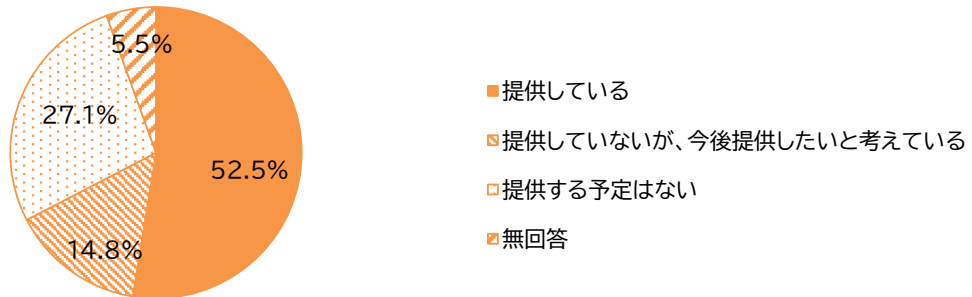 5.5%
27.1%
52.5%
14.8%
提供している
提供していないが、今後提供したいと考えている
提供する予定はない
無回答